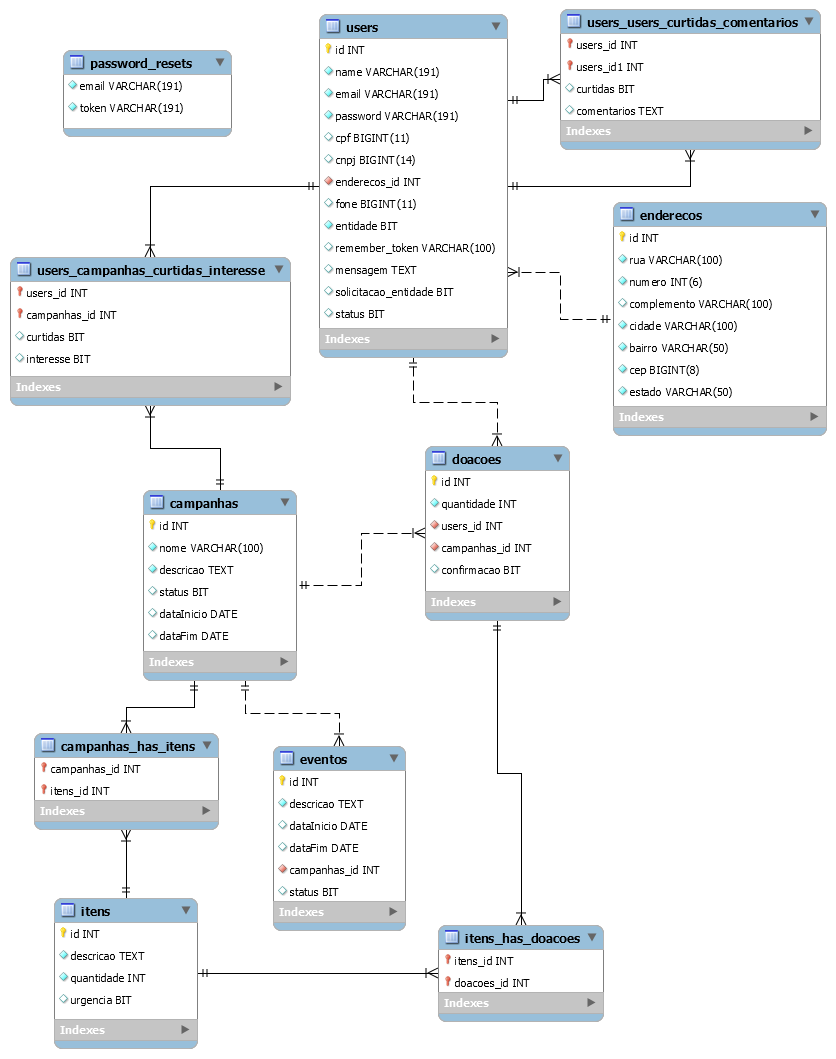 password_resets
email VARCHAR(191)
token VARCHAR(191)
users
id INT
name VARCHAR(191)
email VARCHAR(191)
password VARCHAR(191)
cpf BIGINT(11)
cnpj BIGINT(14)
enderecos_id INT
fone BIGINT(11)
entidade BIT
remember_token VARCHAR(100)
mensagem TEXT
solicitacao_entidade BIT
status BIT
Indexes
users_users_curtidas_comentarios
users_id INT
users_id1 INT
curtidas BIT
comentarios TEXT
Indexes
enderecos
id INT
rua VARCHAR(100)
numero INT(6)
complemento VARCHAR(100)
cidade VARCHAR(100)
bairro VARCHAR(50)
cep BIGINT(8)
estado VARCHAR(50)
Indexes
users_campanhas_curtidas_interesse
users_id INT
campanhas_id INT
curtidas BIT
interesse BIT
Indexes
doacoes
id INT
quantidade INT
users_id INT
campanhas_id INT
confirmacao BIT
Indexes
campanhas
id INT
nome VARCHAR(100)
descricao TEXT
status BIT
dataInicio DATE
dataFim DATE
Indexes
campanhas_has_itens
campanhas_id INT
itens_id INT
Indexes
eventos
id INT
descricao TEXT
dataInicio DATE
dataFim DATE
campanhas_id INT
status BIT
Indexes
itens
id INT
descricao TEXT
quantidade INT
urgencia BIT
Indexes
itens_has_doacoes
itens_id INT
doacoes_id INT
Indexes